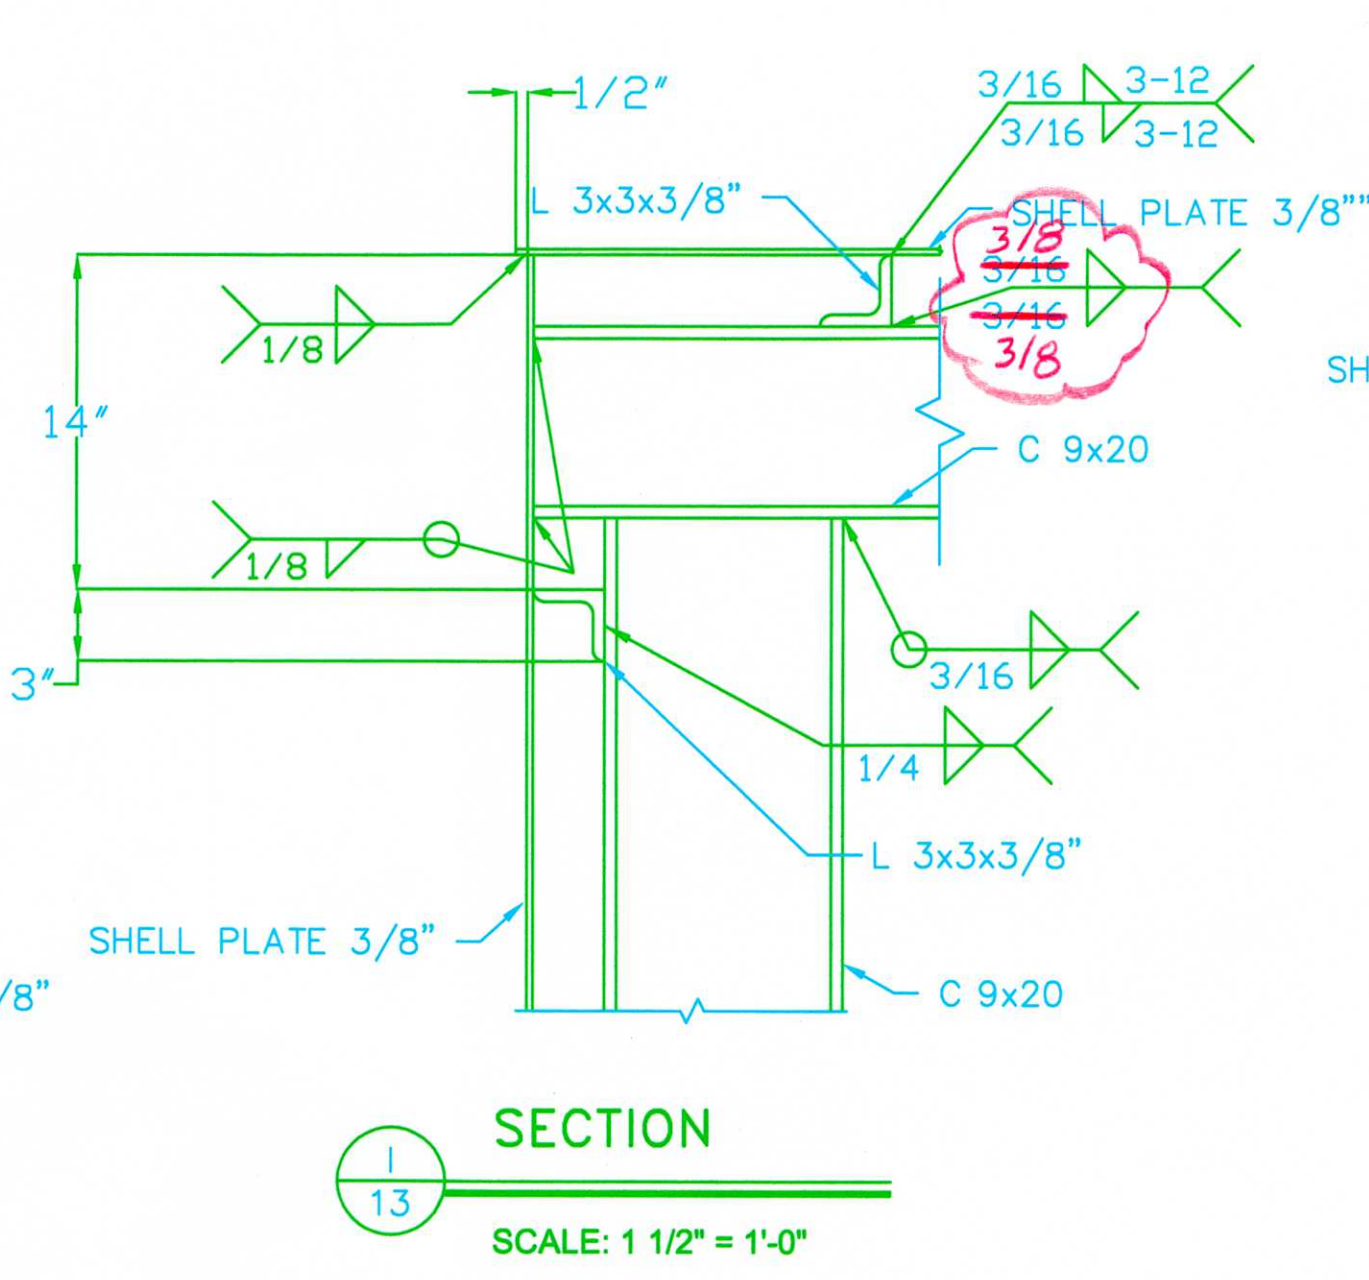 1/2"
3/16 3-12
3/16 3-12
L 3x3x3/8"
SHELL PLATE 3/8""
3/8
3/16
3/16
3/8
1/8
SH
14"
C 9x20
1/8
3/16
3"
1/4
L 3x3x3/8"
SHELL PLATE 3/8"
/8"
C 9x20
SECTION
I
13
SCALE: 1 1/2" = 1'-0"